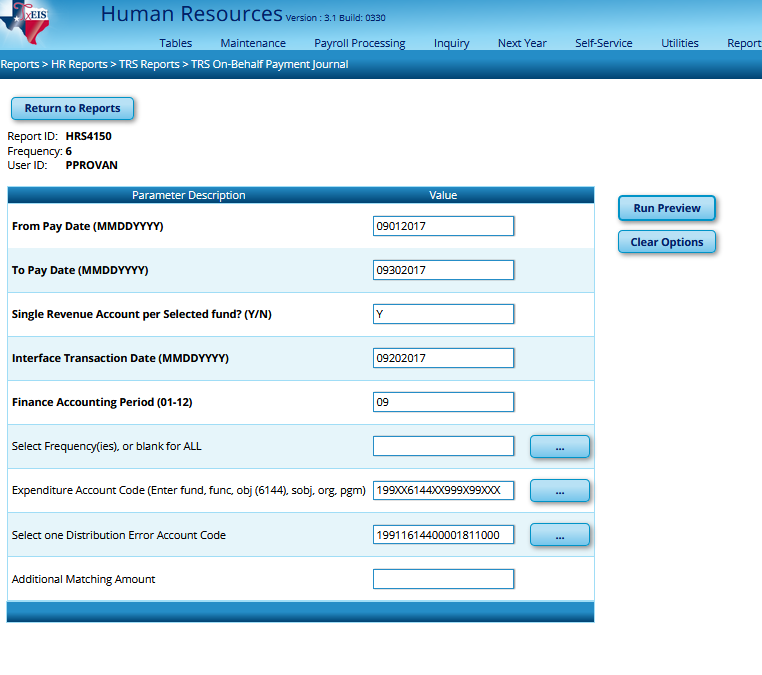 TxEIS
Human Resources Version : 3.1 Build: 0330
Tables Maintenance Payroll Processing Inquiry Next Year Self-Service Utilities Report
Reports > HR Reports > TRS Reports > TRS On-Behalf Payment Journal
Return to Reports
Report ID: HRS4150
Frequency: 6
User ID: PPROVAN
Parameter Description Value
From Pay Date (MMDDYYYY) 09012017
Run Preview
Clear Options
To Pay Date (MMDDYYYY) 09302017
Single Revenue Account per Selected fund? (Y/N) Y
Interface Transaction Date (MMDDYYYY) 09202017
Finance Accounting Period (01-12) 09
Select Frequency(ies), or blank for ALL ...
Expenditure Account Code (Enter fund, func, obj (6144), sobj, org, pgm) 199XX6144XX999X99XXX ...
Select one Distribution Error Account Code 19911614400001811000 ...
Additional Matching Amount